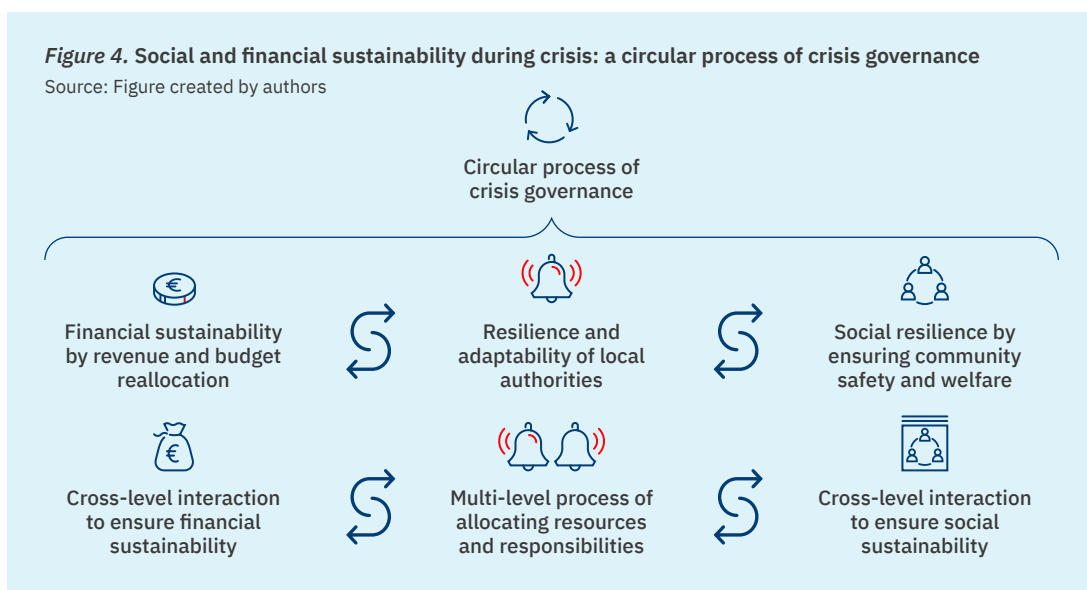 Figure 4. Social and financial sustainability during crisis: a circular process of crisis governance
Source: Figure created by authors
Circular process of
crisis governance
Financial sustainability
by revenue and budget
reallocation
Resilience and
adaptability of local
authorities
Social resilience by
ensuring community
safety and welfare
Cross-level interaction
to ensure financial
sustainability
Multi-level process of
allocating resources
and responsibilities
Cross-level interaction
to ensure social
sustainability